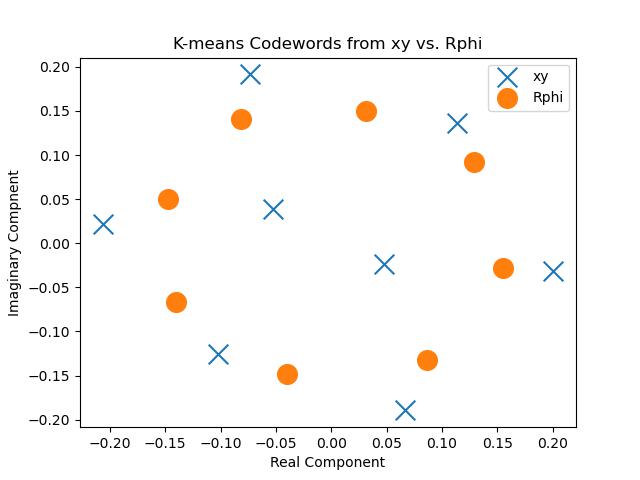 K-means Codewords from xy vs. Rphi
xy
Rphi
Imaginary Compnent
0.20
0.15
0.10
0.05
0.00
−0.05
−0.10
−0.15
−0.20
−0.20 −0.15 −0.10 −0.05 0.00 0.05 0.10 0.15 0.20
Real Component